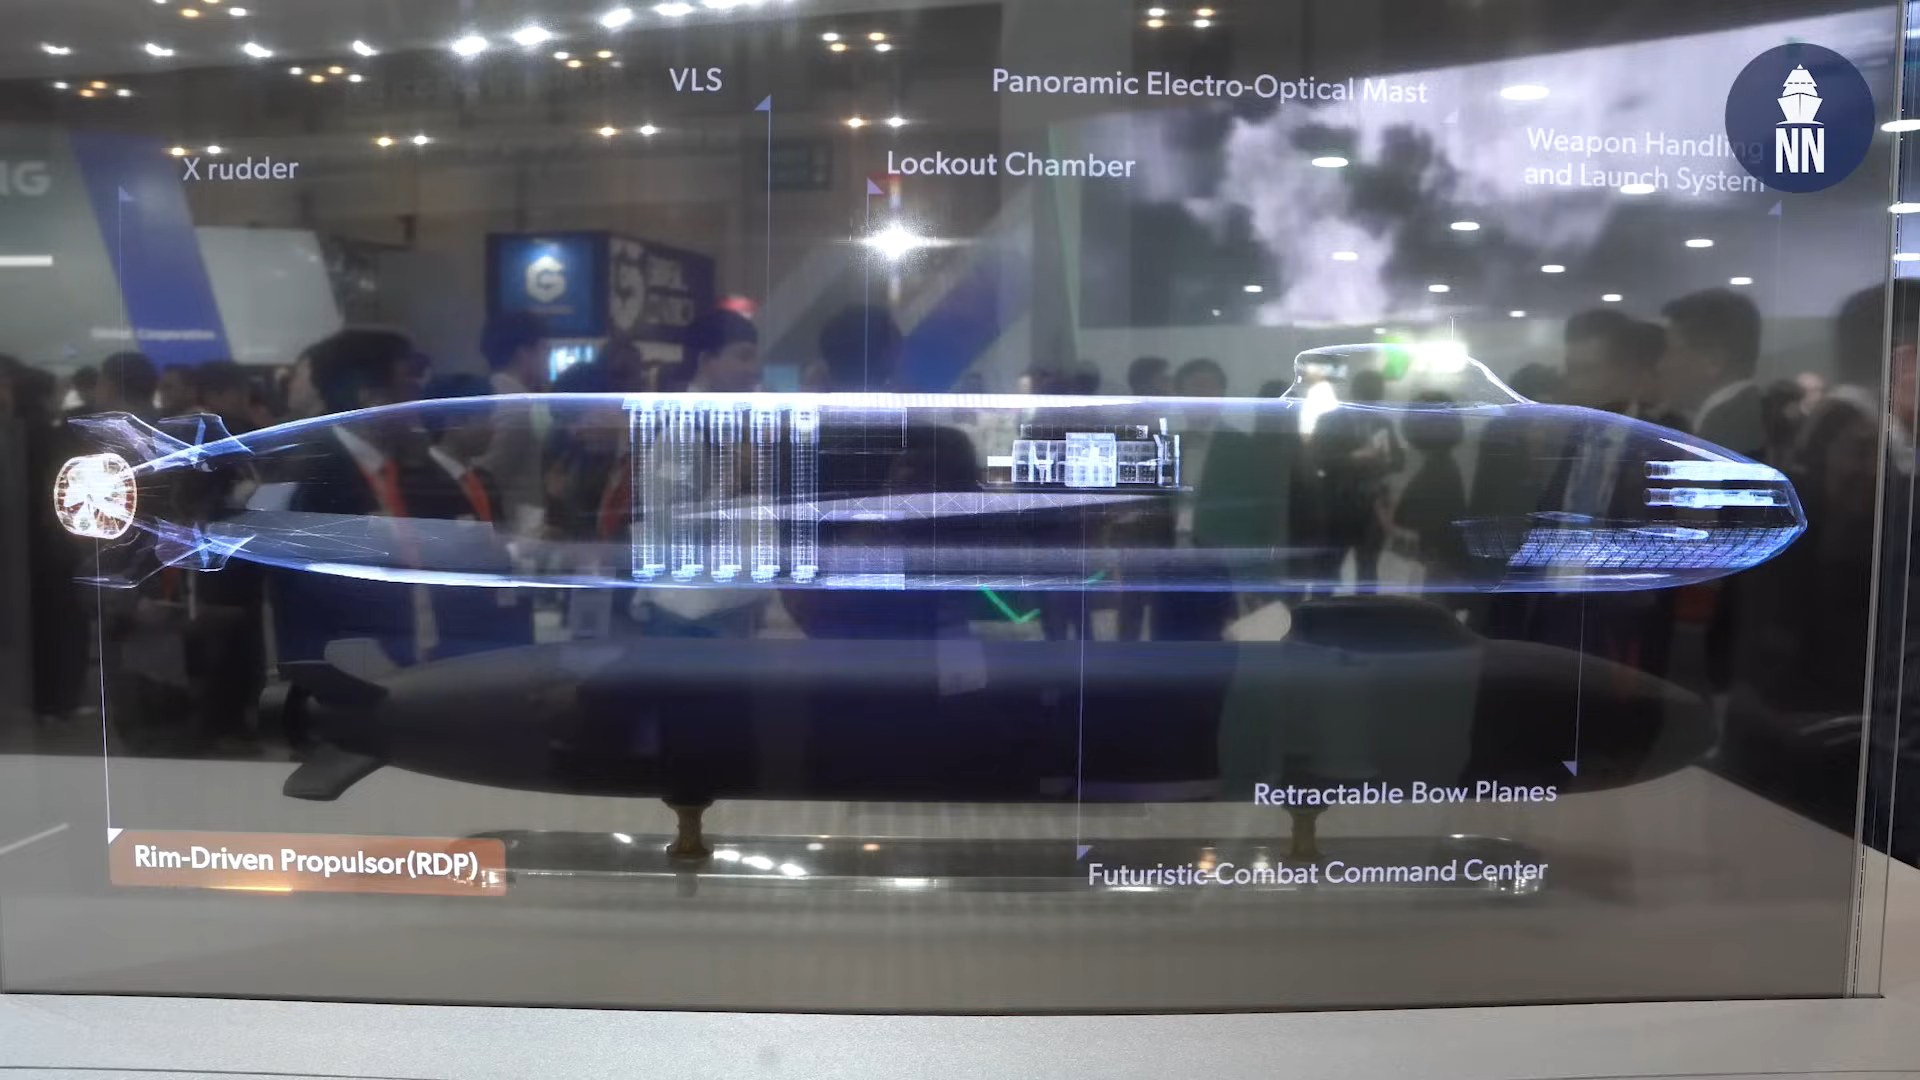 VLS
Panoramic Electro-Optical Mast
X rudder
Lockout Chamber
Weapon Handling
and Launch System
NN
Retractable Bow Planes
Rim-Driven Propulsor(RDP)
Futuristic Combat Command Center